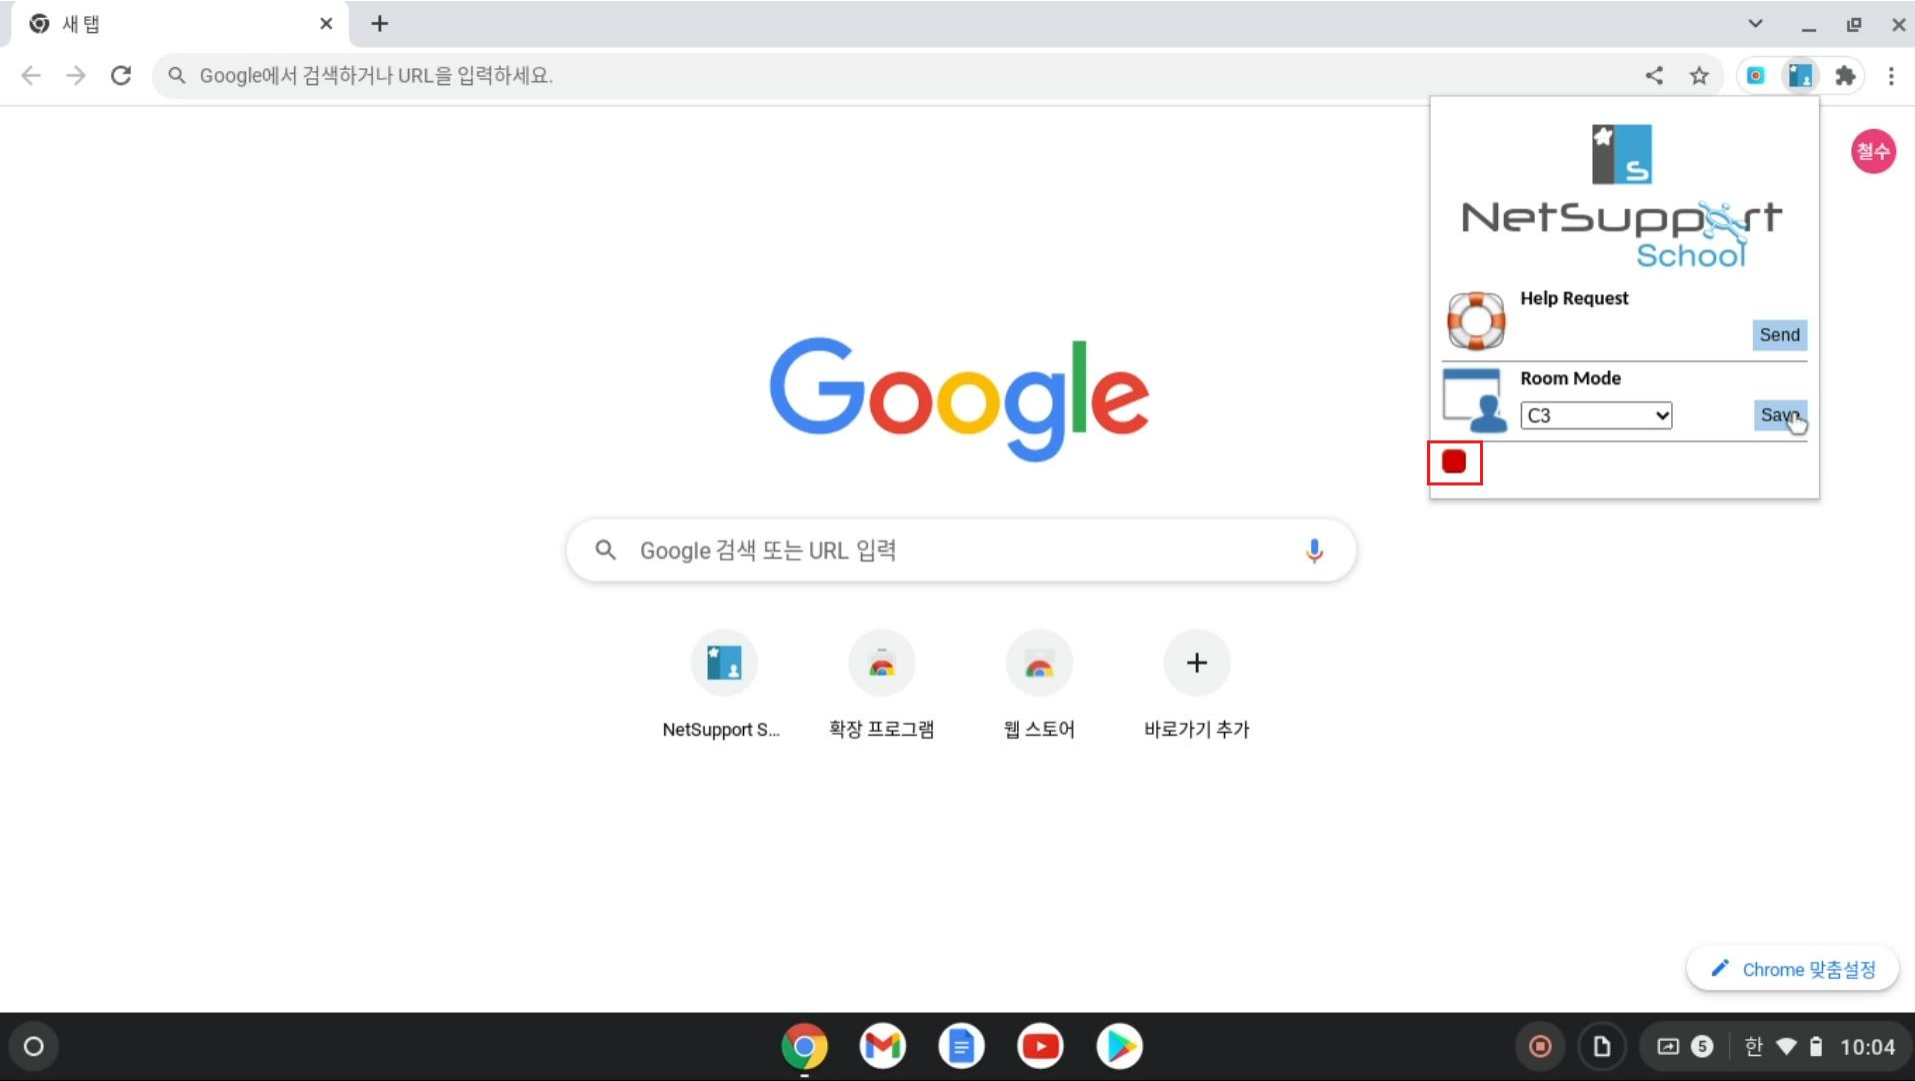 새 탭
Google에서 검색하거나 URL을 입력하세요.
철수
S
NetSupport
School
Help Request
Send
Room Mode
C3
Save
Google
Google 검색 또는 URL 입력
NetSupport S...
확장 프로그램
웹 스토어
바로가기 추가
Chrome 맞춤설정
5
한
10:04